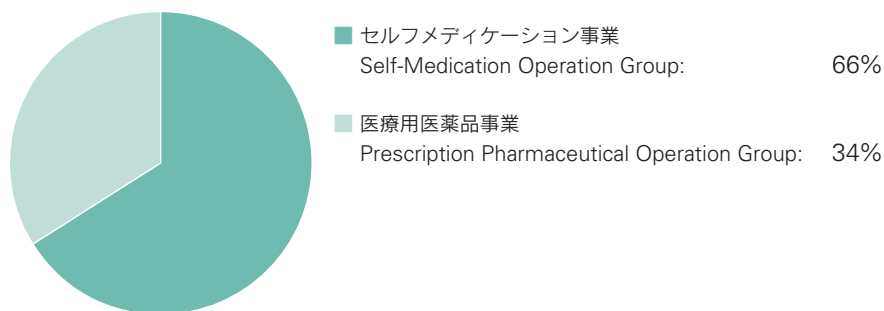 セルフメディケーション事業
Self-Medication Operation Group: 66%
医療用医薬品事業
Prescription Pharmaceutical Operation Group: 34%